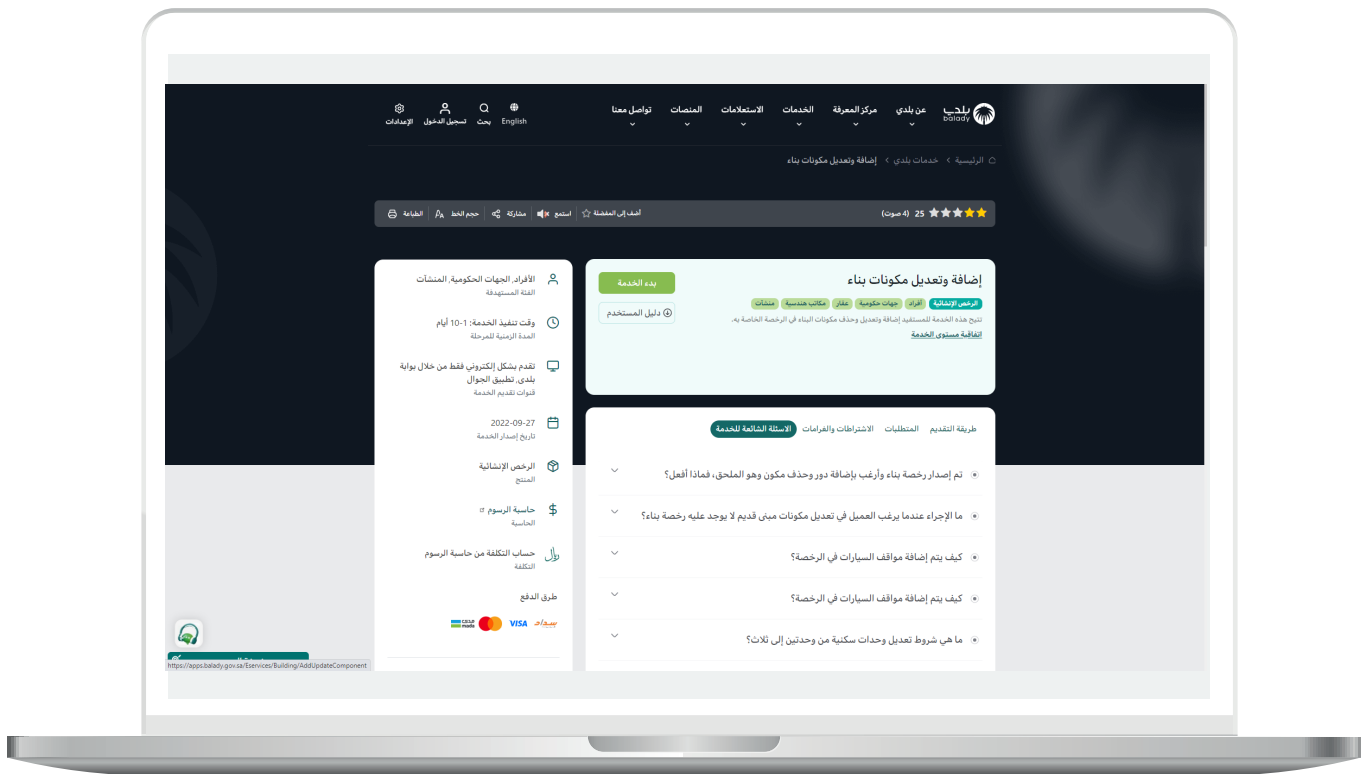 بلدي
balady
عن بلدي
مركز المعرفة
الخدمات
الاستعلامات
المنصات
تواصل معنا
English
بحث
تسجيل الدخول
الإعدادات
الرئيسية > خدمات بلدي > إضافة وتعديل مكونات بناء
25 (4 صوت)
أضف إلى المفضلة
استمع
مشاركة
حجم الخط
الطباعة
إضافة وتعديل مكونات بناء
بدء الخدمة
الرخص الإنشائية أفراد جهات حكومية عقار مكاتب هندسية منشآت
دليل المستخدم
تتيح هذه الخدمة للمستفيد إضافة وتعديل وحذف مكونات البناء في الرخصة الخاصة به.
اتفاقية مستوى الخدمة
طريقة التقديم
المتطلبات
الاشتراطات والغرامات
الاسئلة الشائعة للخدمة
تم إصدار رخصة بناء وأرغب بإضافة دور وحذف مكون وهو الملحق، فماذا أفعل؟
ما الإجراء عندما يرغب العميل في تعديل مكونات مبنى قديم لا يوجد عليه رخصة بناء؟
كيف يتم إضافة مواقف السيارات في الرخصة؟
كيف يتم إضافة مواقف السيارات في الرخصة؟
ما هي شروط تعديل وحدات سكنية من وحدتين إلى ثلاث؟
الأفراد, الجهات الحكومية, المنشآت
الفئة المستهدفة
وقت تنفيذ الخدمة: 1-10 أيام
المدة الزمنية للمرحلة
تقدم بشكل إلكتروني فقط من خلال بوابة
بلدي, تطبيق الجوال
قنوات تقديم الخدمة
2022-09-27
تاريخ إصدار الخدمة
الرخص الإنشائية
المنتج
حاسبة الرسوم
الحاسبة
حساب التكلفة من حاسبة الرسوم
التكلفة
طرق الدفع
سداد
VISA
مدى
mada
https://apps.balady.gov.sa/Eservices/Building/AddUpdateComponent